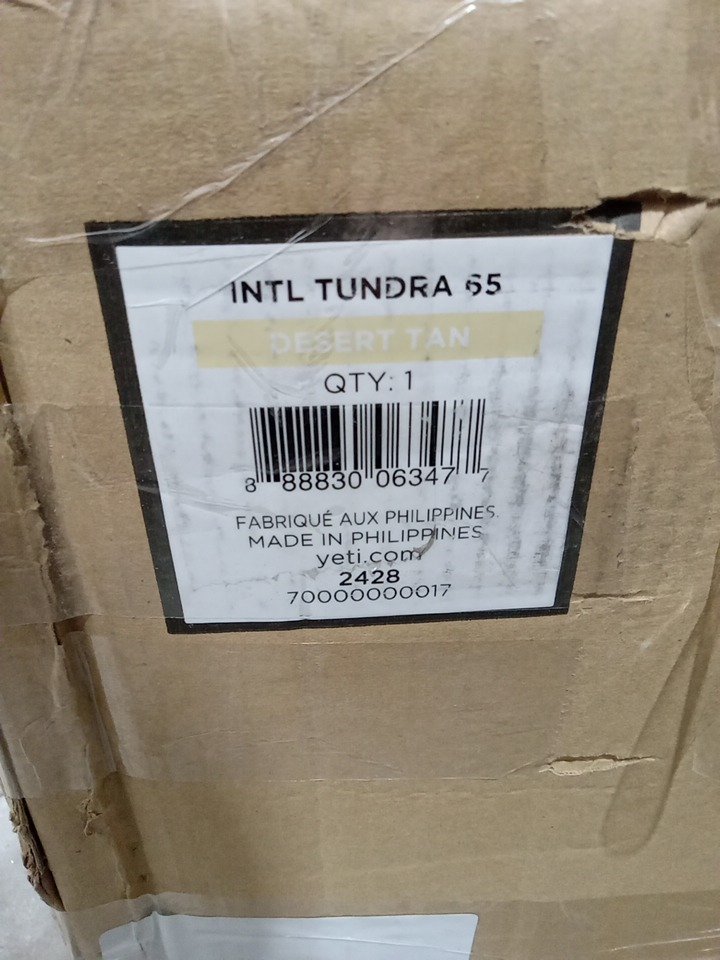 INTL TUNDRA 65
DESERT TAN
QTY: 1
8 88830 06347 7
FABRIQUÉ AUX PHILIPPINES
MADE IN PHILIPPINES
yeti.com
2428
70000000017